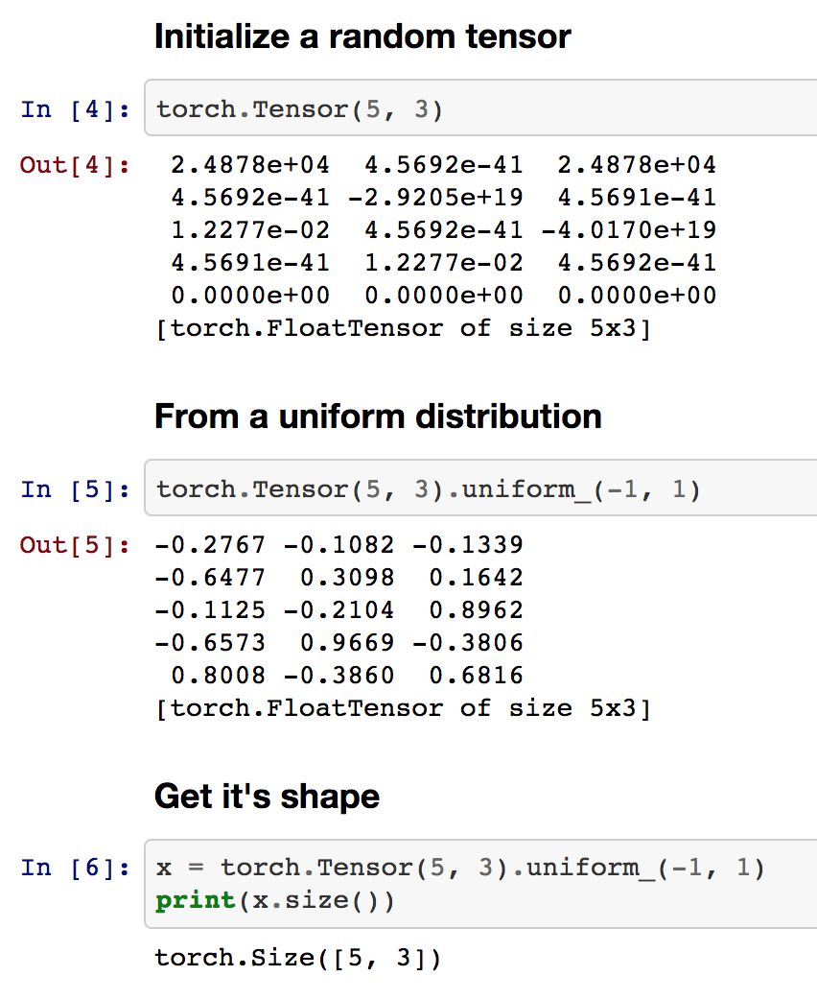 Initialize a random tensor
In [4]: torch.Tensor(5, 3)
Out[4]: 2.4878e+04 4.5692e-41 2.4878e+04
4.5692e-41 -2.9205e+19 4.5691e-41
1.2277e-02 4.5692e-41 -4.0170e+19
4.5691e-41 1.2277e-02 4.5692e-41
0.0000e+00 0.0000e+00 0.0000e+00
[torch.FloatTensor of size 5x3]
From a uniform distribution
In [5]: torch.Tensor(5, 3).uniform_(-1, 1)
Out[5]: -0.2767 -0.1082 -0.1339
-0.6477 0.3098 0.1642
-0.1125 -0.2104 0.8962
-0.6573 0.9669 -0.3806
0.8008 -0.3860 0.6816
[torch.FloatTensor of size 5x3]
Get it's shape
In [6]: x = torch.Tensor(5, 3).uniform_(-1, 1)
print(x.size())
torch.Size([5, 3])